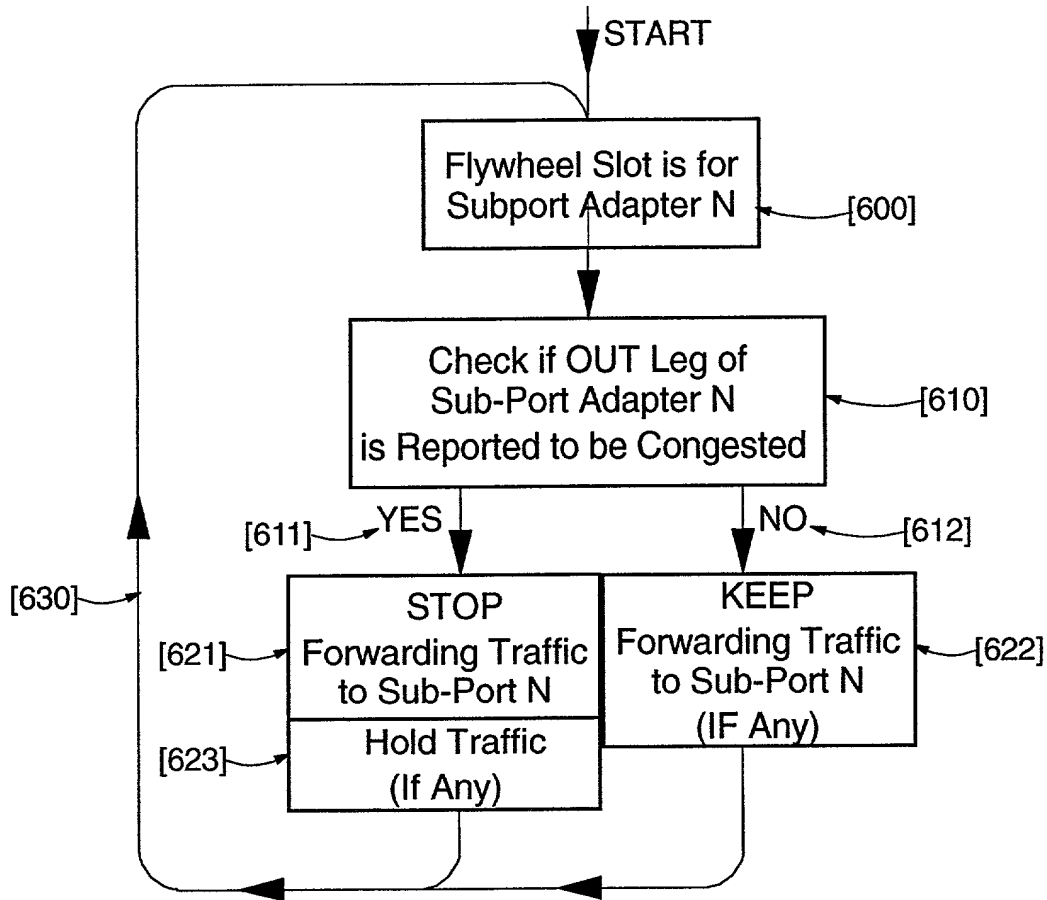 START
Flywheel Slot is for
Subport Adapter N
[600]
Check if OUT Leg of
Sub-Port Adapter N
is Reported to be Congested
[610]
[611]
YES
NO
[612]
[630]
STOP
Forwarding Traffic
to Sub-Port N
[621]
KEEP
Forwarding Traffic
to Sub-Port N
(IF Any)
[622]
Hold Traffic
(If Any)
[623]